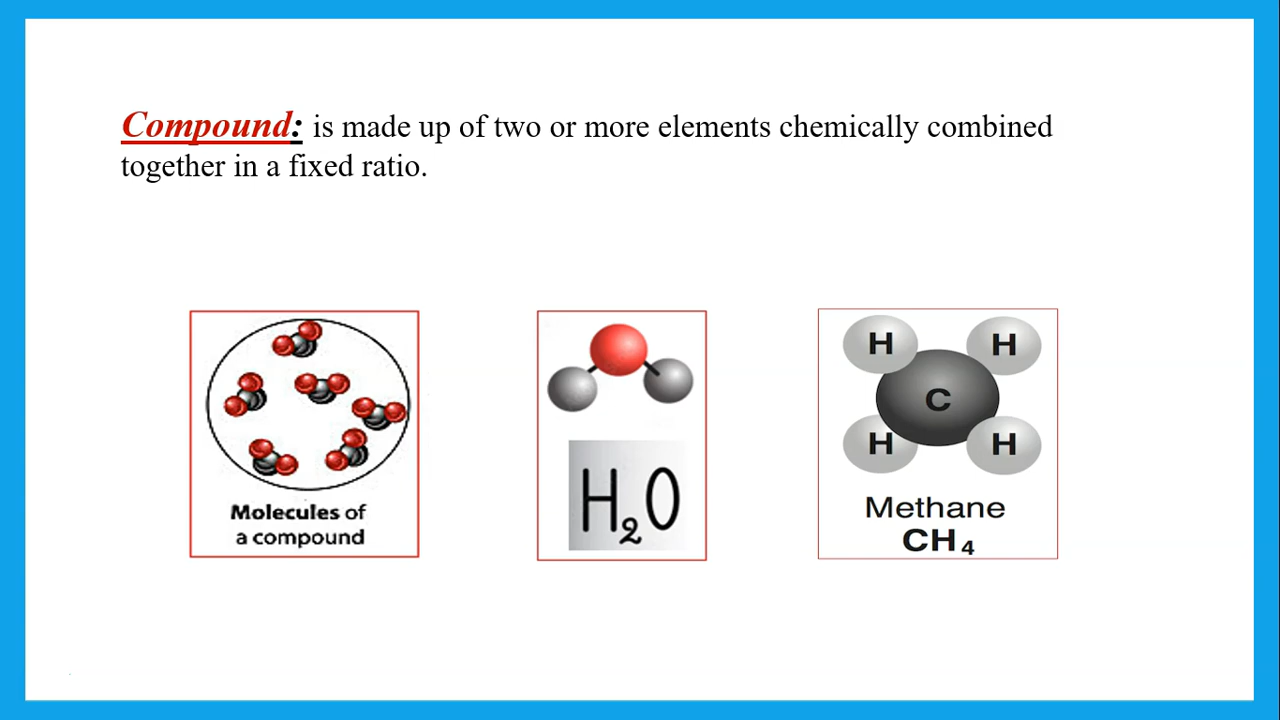 Compound: is made up of two or more elements chemically combined
together in a fixed ratio.
Molecules of
a compound
H₂O
H H
C
H H
Methane
CH₄